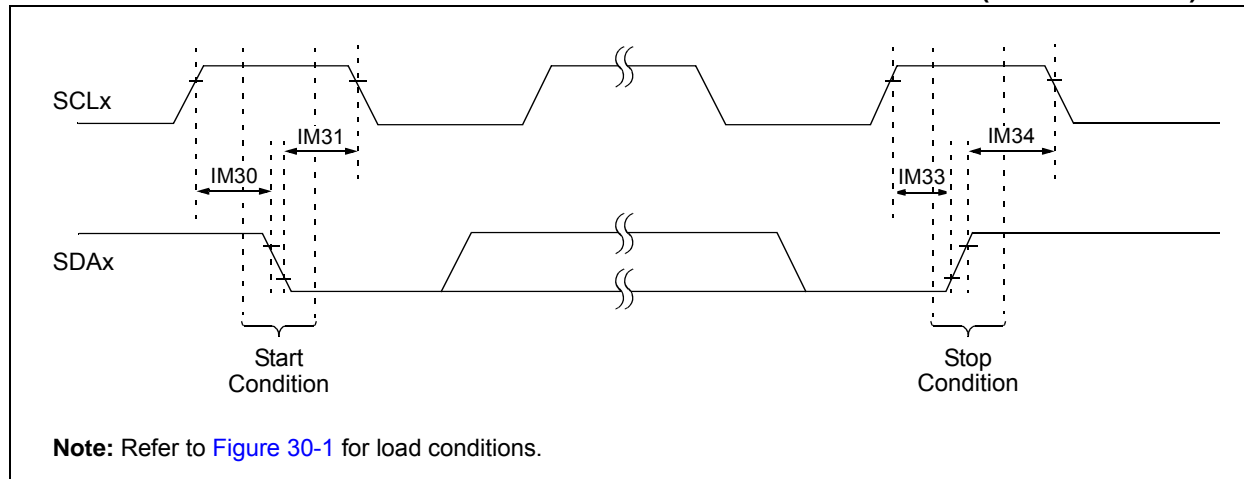 SCLx
IM31
IM34
IM30
IM33
SDAx
Start
Condition
Stop
Condition
Note: Refer to Figure 30-1 for load conditions.